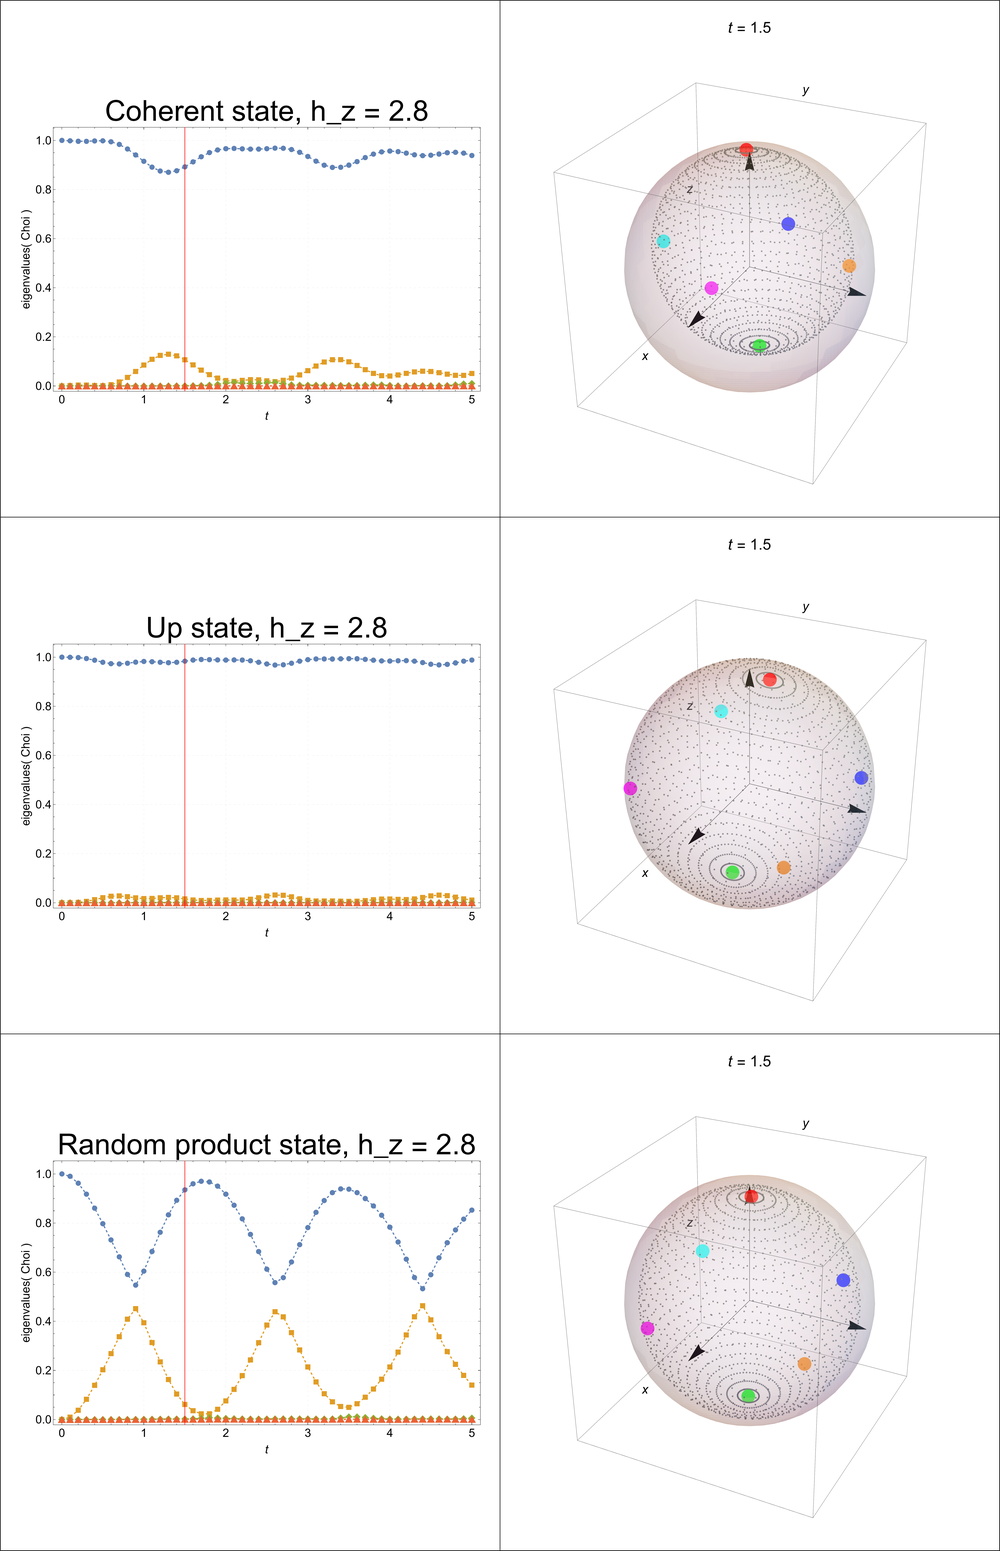 Coherent state, h_z = 2.8
eigenvalues( Choi )
1.0
0.8
0.6
0.4
0.2
0.0
0 1 2 3 4 5
t
t = 1.5
y
z
x
Up state, h_z = 2.8
eigenvalues( Choi )
1.0
0.8
0.6
0.4
0.2
0.0
0 1 2 3 4 5
t
t = 1.5
y
z
x
Random product state, h_z = 2.8
eigenvalues( Choi )
1.0
0.8
0.6
0.4
0.2
0.0
0 1 2 3 4 5
t
t = 1.5
y
z
x